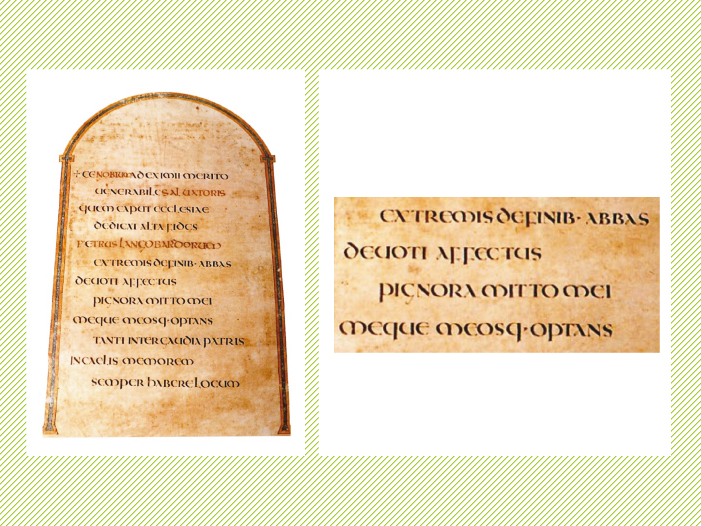 + CENOBIUM AD EXIMII MERITO
UENERABILE SALUATORIS
QUEM CAPUT ECCLESIAE
DEDICAT ALTA FIDES
PETRUS LANGOBARDORUM
EXTREMIS DE FINIB· ABBAS
DEUOTI AFFECTUS
PIGNORA MITTO MEI
MEQUE MEOSQ· OPTANS
TANTI INTER GAUDIA PATRIS
IN CAELIS MEMOREM
SEMPER HABERE LOCUM
EXTREMIS DE FINIB· ABBAS
DEUOTI AFFECTUS
PIGNORA MITTO MEI
MEQUE MEOSQ· OPTANS